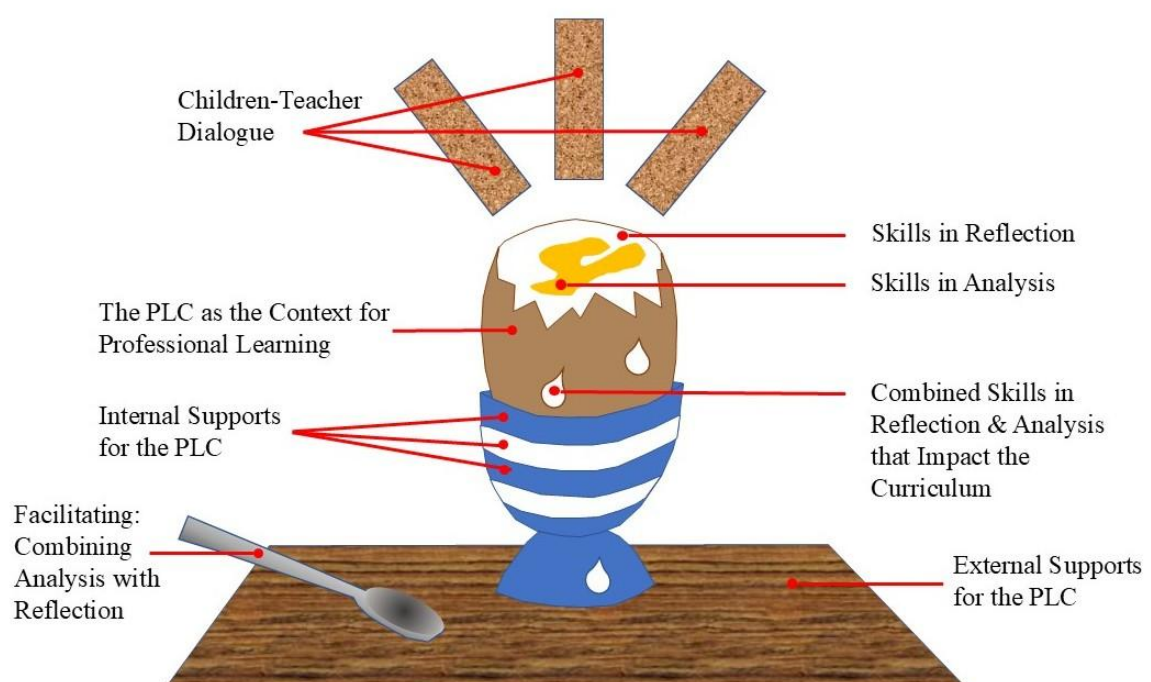 Children-Teacher
Dialogue
Skills in Reflection
Skills in Analysis
The PLC as the Context for
Professional Learning
Internal Supports
for the PLC
Combined Skills in
Reflection & Analysis
that Impact the
Curriculum
Facilitating:
Combining
Analysis with
Reflection
External Supports
for the PLC